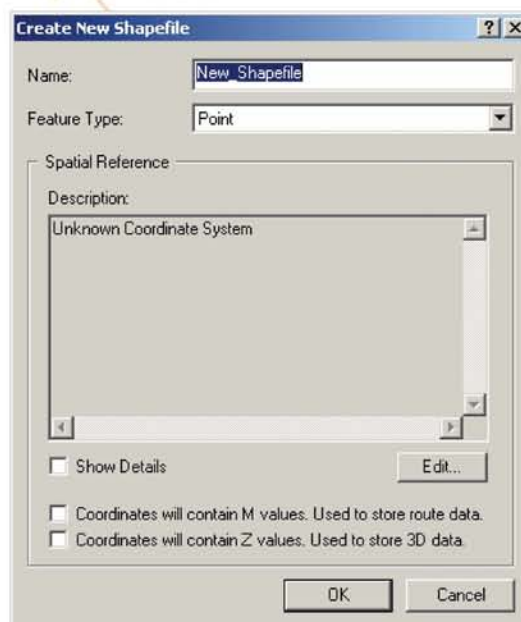 Create New Shapefile
Name: New_Shapefile
Feature Type: Point
Spatial Reference
Description:
Unknown Coordinate System
Show Details Edit...
Coordinates will contain M values. Used to store route data.
Coordinates will contain Z values. Used to store 3D data.
OK Cancel